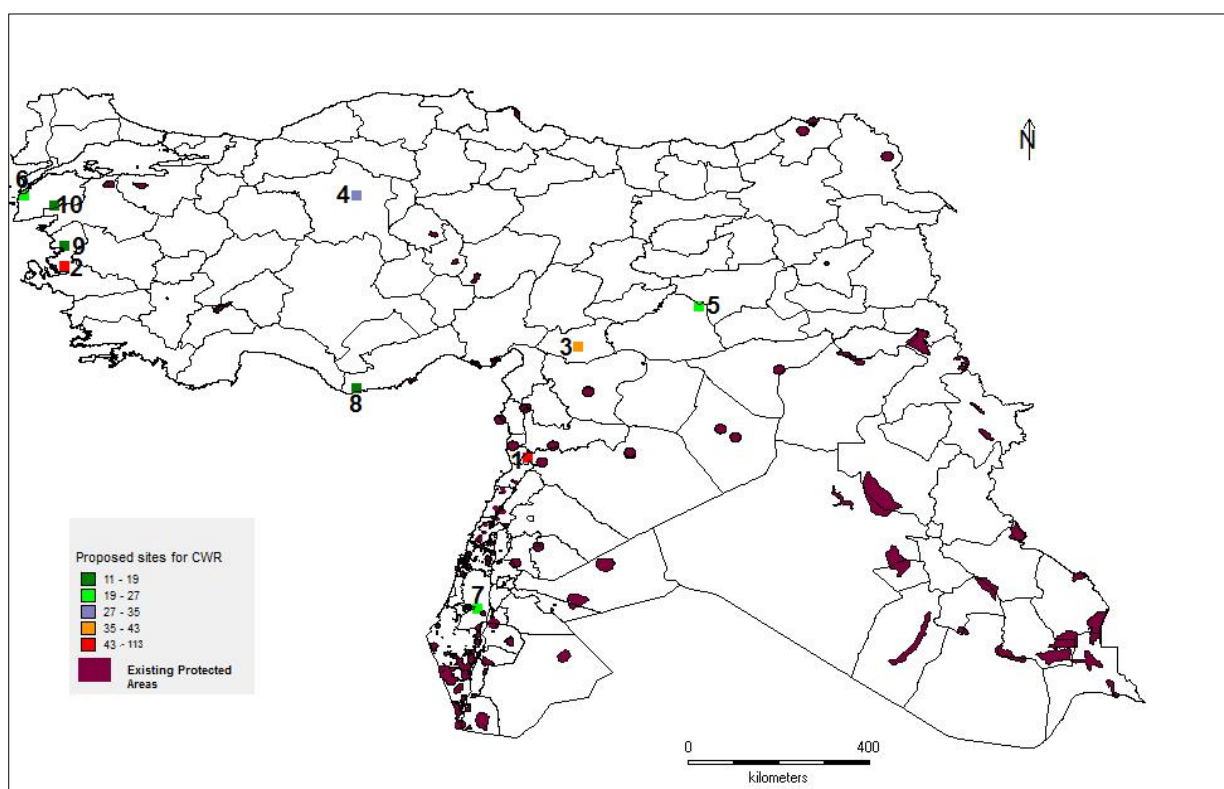 N
6
4
10
9
2
5
3
8
1
7
Proposed sites for CWR
11 - 19
19 - 27
27 - 35
35 - 43
43 - 113
Existing Protected
Areas
0 400
kilometers